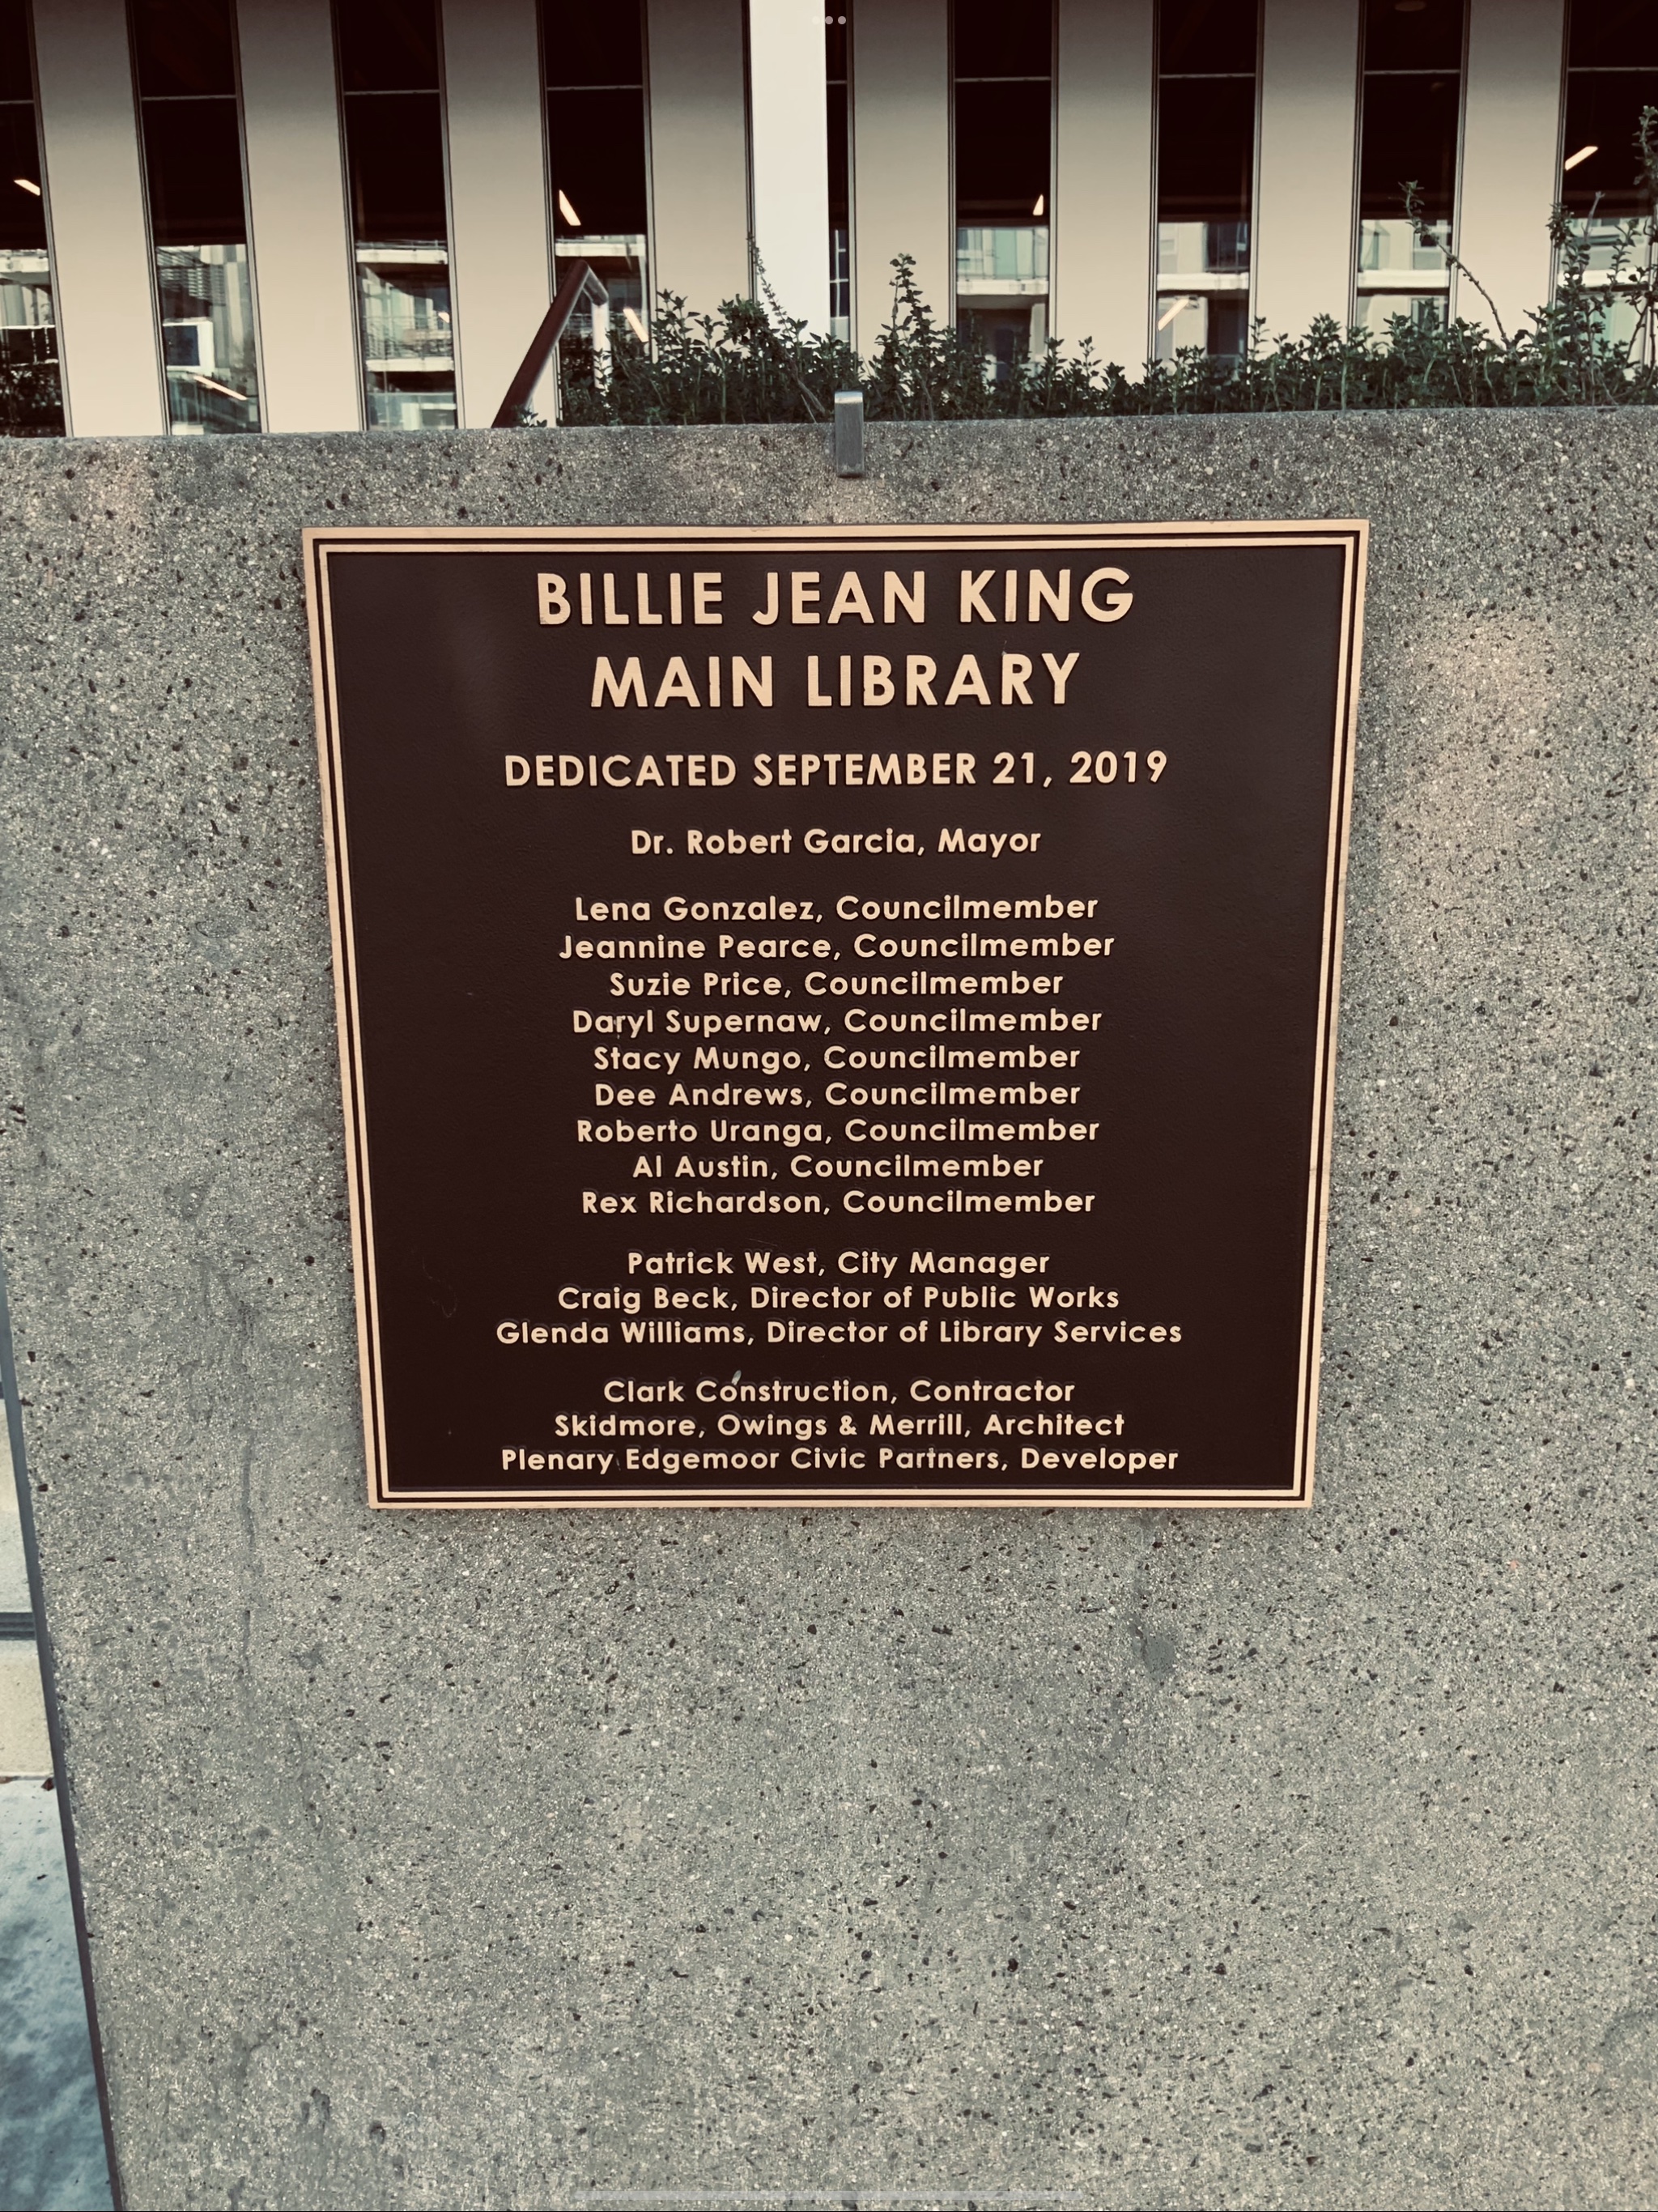 BILLIE JEAN KING
MAIN LIBRARY
DEDICATED SEPTEMBER 21, 2019
Dr. Robert Garcia, Mayor
Lena Gonzalez, Councilmember
Jeannine Pearce, Councilmember
Suzie Price, Councilmember
Daryl Supernaw, Councilmember
Stacy Mungo, Councilmember
Dee Andrews, Councilmember
Roberto Uranga, Councilmember
Al Austin, Councilmember
Rex Richardson, Councilmember
Patrick West, City Manager
Craig Beck, Director of Public Works
Glenda Williams, Director of Library Services
Clark Construction, Contractor
Skidmore, Owings & Merrill, Architect
Plenary Edgemoor Civic Partners, Developer